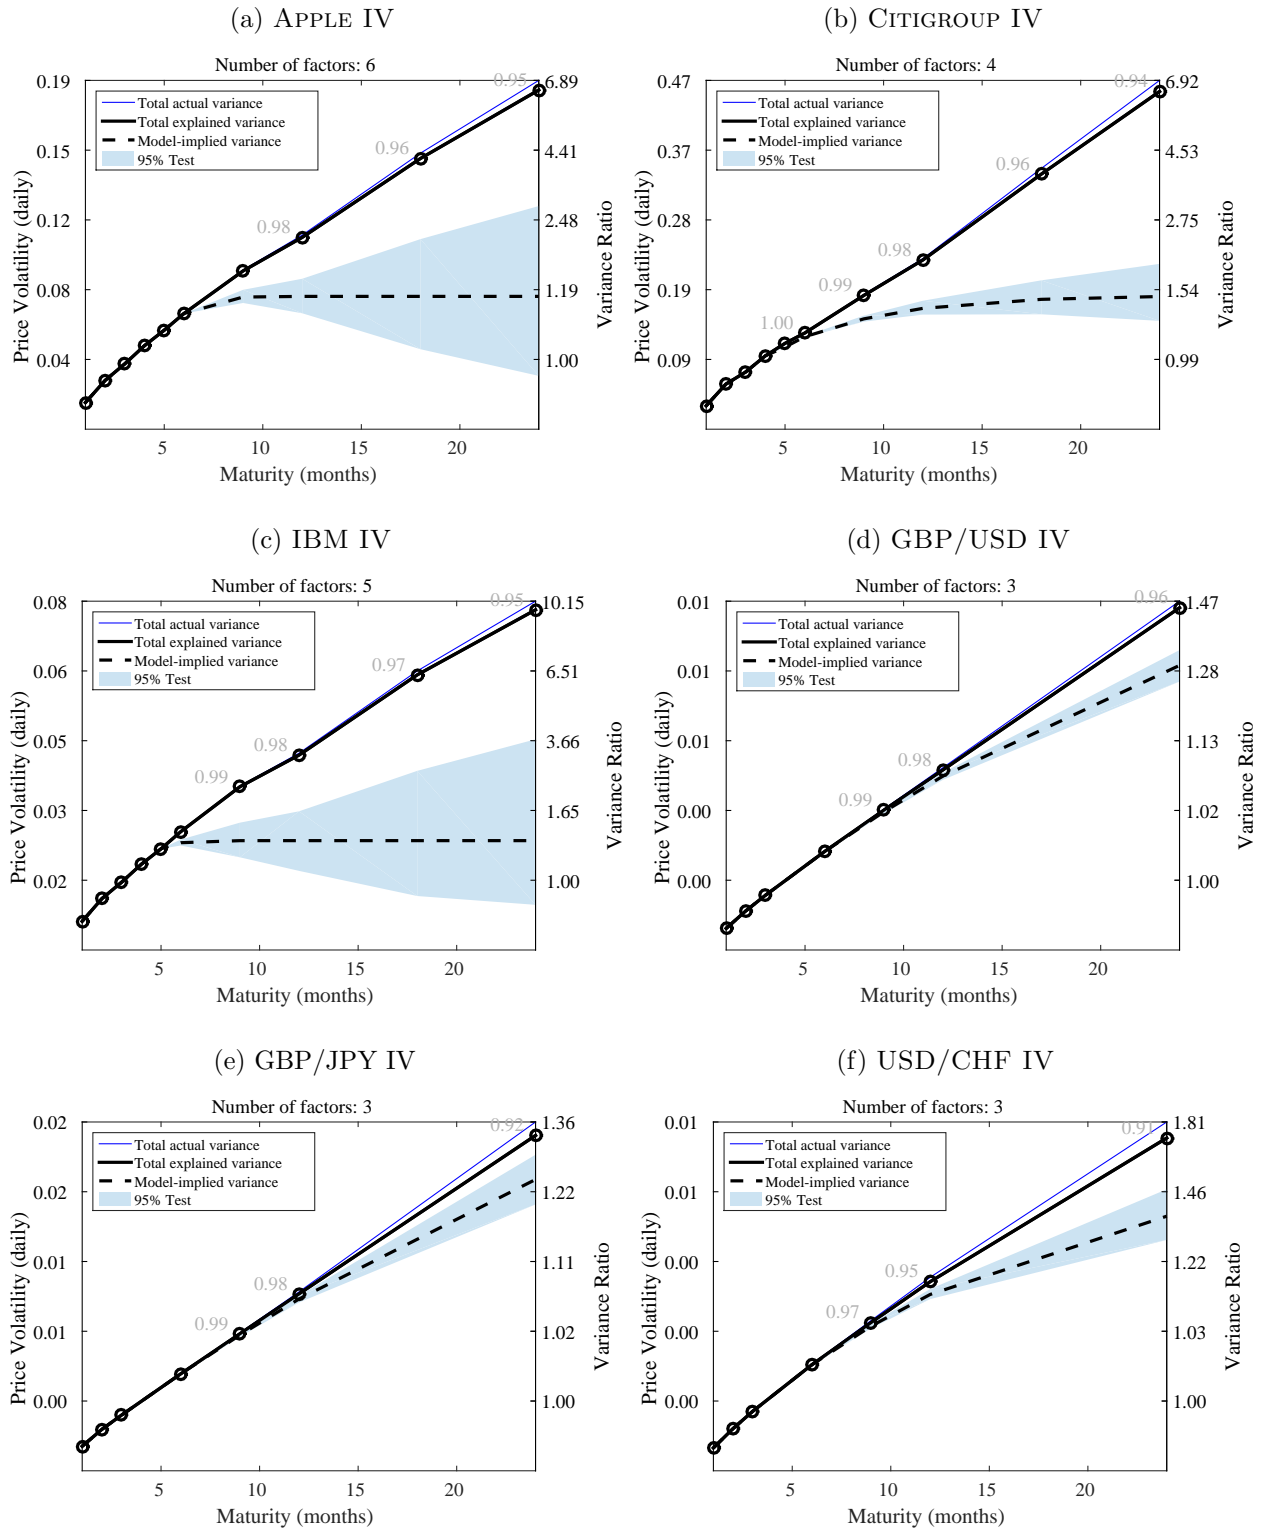 (a) APPLE IV
Number of factors: 6
0.19
0.15
0.12
0.08
0.04
Price Volatility (daily)
Total actual variance
Total explained variance
Model-implied variance
95% Test
0.98
0.96
0.95
6.89
4.41
2.48
1.19
1.00
Variance Ratio
5
10
15
20
Maturity (months)
(b) CITIGROUP IV
Number of factors: 4
0.47
0.37
0.28
0.19
0.09
Price Volatility (daily)
Total actual variance
Total explained variance
Model-implied variance
95% Test
1.00
0.99
0.98
0.96
0.94
6.92
4.53
2.75
1.54
0.99
Variance Ratio
5
10
15
20
Maturity (months)
(c) IBM IV
Number of factors: 5
0.08
0.06
0.05
0.03
0.02
Price Volatility (daily)
Total actual variance
Total explained variance
Model-implied variance
95% Test
0.99
0.98
0.97
0.95
10.15
6.51
3.66
1.65
1.00
Variance Ratio
5
10
15
20
Maturity (months)
(d) GBP/USD IV
Number of factors: 3
0.01
0.01
0.01
0.00
0.00
Price Volatility (daily)
Total actual variance
Total explained variance
Model-implied variance
95% Test
0.99
0.98
0.96
1.47
1.28
1.13
1.02
1.00
Variance Ratio
5
10
15
20
Maturity (months)
(e) GBP/JPY IV
Number of factors: 3
0.02
0.02
0.01
0.01
0.00
Price Volatility (daily)
Total actual variance
Total explained variance
Model-implied variance
95% Test
0.99
0.98
0.92
1.36
1.22
1.11
1.02
1.00
Variance Ratio
5
10
15
20
Maturity (months)
(f) USD/CHF IV
Number of factors: 3
0.01
0.01
0.00
0.00
0.00
Price Volatility (daily)
Total actual variance
Total explained variance
Model-implied variance
95% Test
0.97
0.95
0.91
1.81
1.46
1.22
1.03
1.00
Variance Ratio
5
10
15
20
Maturity (months)